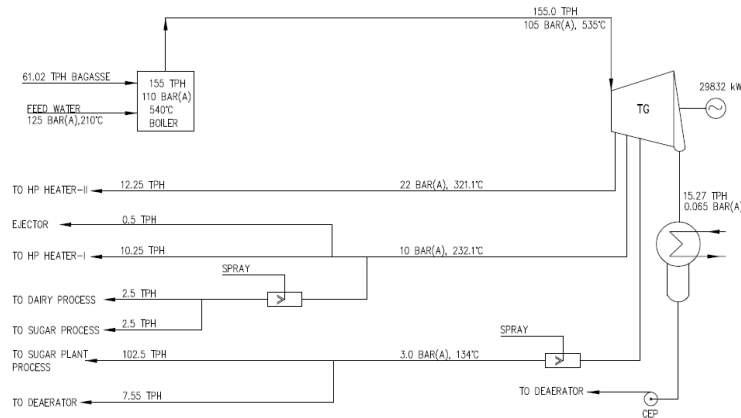 155.0 TPH
105 BAR(A), 535°C
61.02 TPH BAGASSE
155 TPH
110 BAR(A)
540°C
BOILER
FEED WATER
125 BAR(A),210°C
TG
29832 kW
TO HP HEATER-II
12.25 TPH
22 BAR(A), 321.1°C
15.27 TPH
0.065 BAR(A)
EJECTOR
0.5 TPH
TO HP HEATER-I
10.25 TPH
10 BAR(A), 232.1°C
SPRAY
TO DAIRY PROCESS
2.5 TPH
TO SUGAR PROCESS
2.5 TPH
SPRAY
TO SUGAR PLANT
PROCESS
102.5 TPH
3.0 BAR(A), 134°C
TO DEAERATOR
7.55 TPH
TO DEAERATOR
CEP